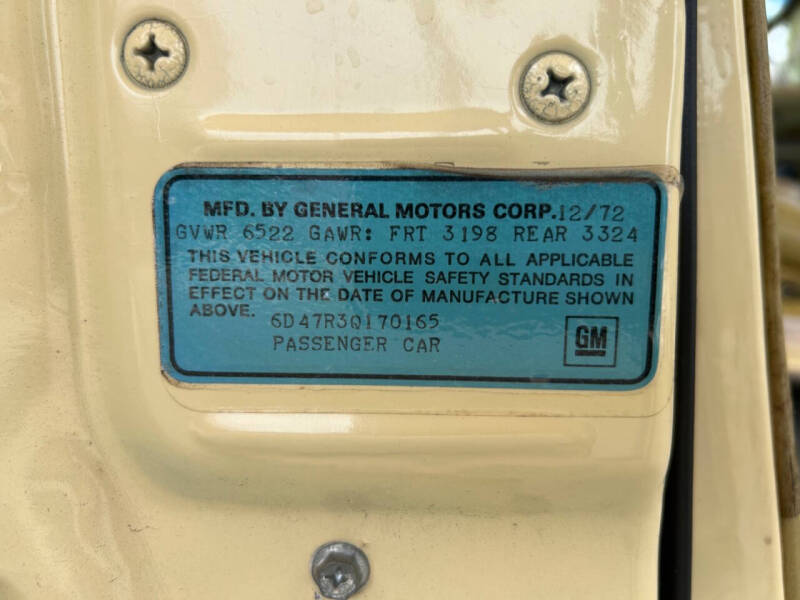 MFD. BY GENERAL MOTORS CORP. 12/72
GVWR 6522 GAWR: FRT 3198 REAR 3324
THIS VEHICLE CONFORMS TO ALL APPLICABLE
FEDERAL MOTOR VEHICLE SAFETY STANDARDS IN
EFFECT ON THE DATE OF MANUFACTURE SHOWN
ABOVE.
6D47R3Q170165
PASSENGER CAR
GM